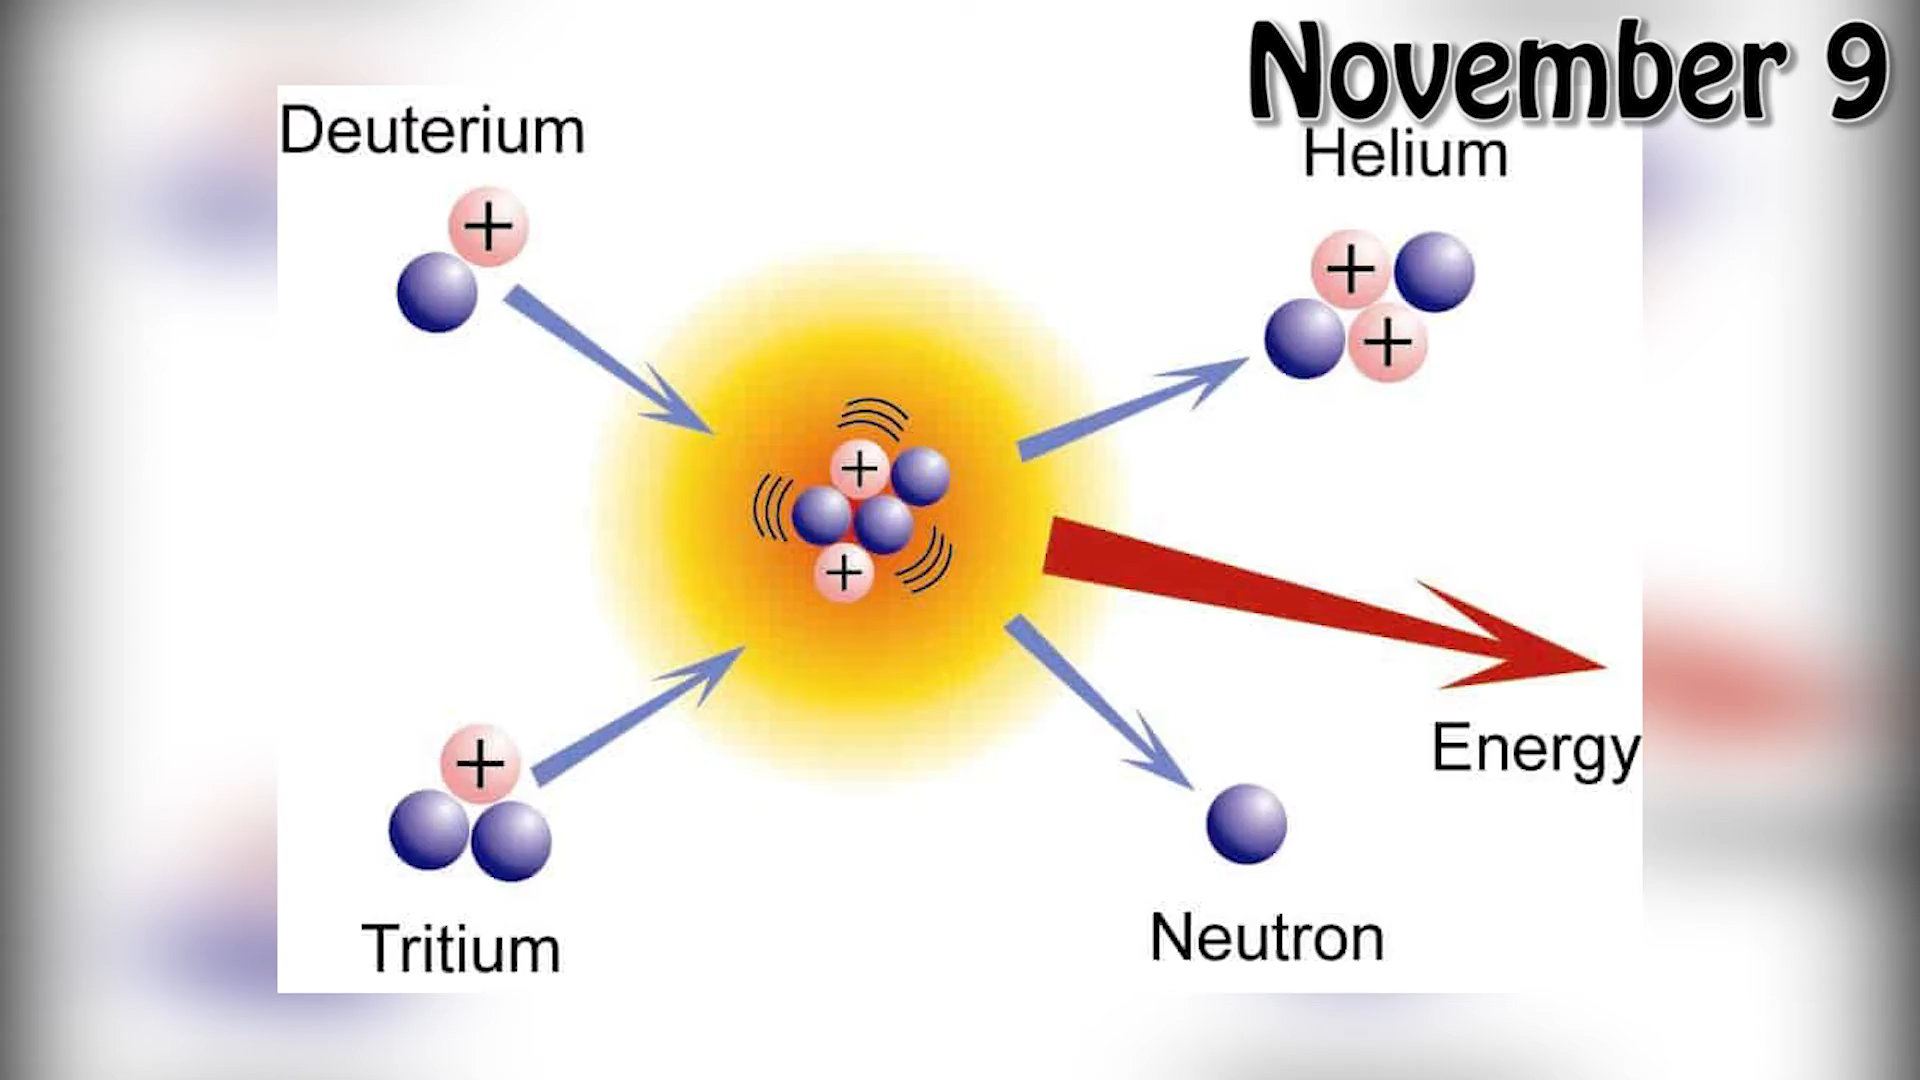 November 9
Deuterium
Helium
+
+
+
+
+
+
Energy
Tritium
Neutron